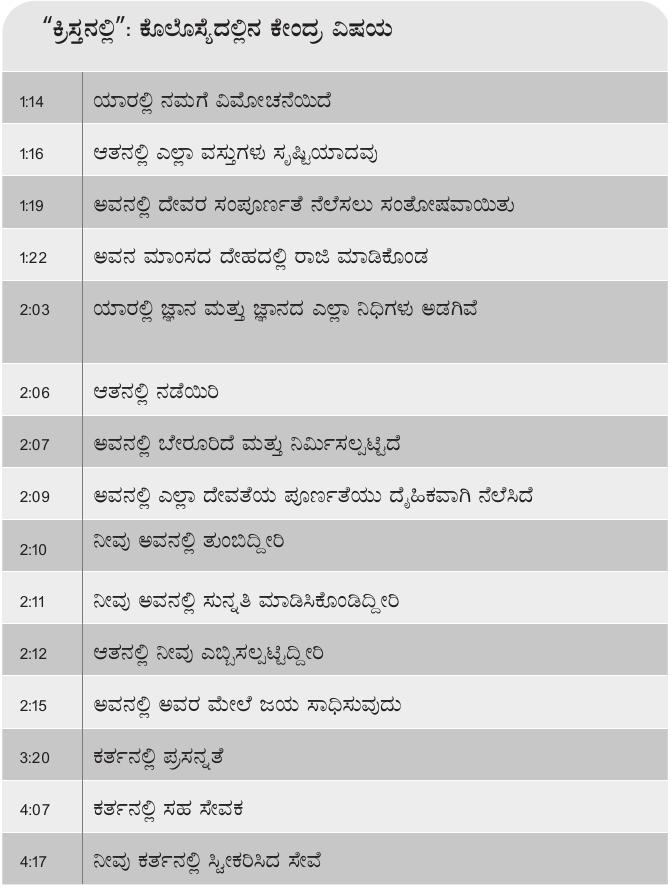 “ಕ್ರಿಸ್ತನಲ್ಲಿ”: ಕೊಲೊಸ್ಯೆದಲ್ಲಿನ ಕೇಂದ್ರ ವಿಷಯ
1:14 ಯಾರಲ್ಲಿ ನಮಗೆ ವಿಮೋಚನೆಯಿದೆ
1:16 ಆತನಲ್ಲಿ ಎಲ್ಲಾ ವಸ್ತುಗಳು ಸೃಷ್ಟಿಯಾದವು
1:19 ಅವನಲ್ಲಿ ದೇವರ ಸಂಪೂರ್ಣತೆ ನೆಲೆಸಲು ಸಂತೋಷವಾಯಿತು
1:22 ಅವನ ಮಾಂಸದ ದೇಹದಲ್ಲಿ ರಾಜಿ ಮಾಡಿಕೊಂಡ
2:03 ಯಾರಲ್ಲಿ ಜ್ಞಾನ ಮತ್ತು ಜ್ಞಾನದ ಎಲ್ಲಾ ನಿಧಿಗಳು ಅಡಗಿವೆ
2:06 ಆತನಲ್ಲಿ ನಡೆಯಿರಿ
2:07 ಅವನಲ್ಲಿ ಬೇರೂರಿದೆ ಮತ್ತು ನಿರ್ಮಿಸಲ್ಪಟ್ಟಿದೆ
2:09 ಅವನಲ್ಲಿ ಎಲ್ಲಾ ದೇವತೆಯ ಪೂರ್ಣತೆಯು ದೈಹಿಕವಾಗಿ ನೆಲೆಸಿದೆ
2:10 ನೀವು ಅವನಲ್ಲಿ ತುಂಬಿದ್ದೀರಿ
2:11 ನೀವು ಅವನಲ್ಲಿ ಸುನ್ನತಿ ಮಾಡಿಸಿಕೊಂಡಿದ್ದೀರಿ
2:12 ಆತನಲ್ಲಿ ನೀವು ಎಬ್ಬಿಸಲ್ಪಟ್ಟಿದ್ದೀರಿ
2:15 ಅವನಲ್ಲಿ ಅವರ ಮೇಲೆ ಜಯ ಸಾಧಿಸುವುದು
3:20 ಕರ್ತನಲ್ಲಿ ಪ್ರಸನ್ನತೆ
4:07 ಕರ್ತನಲ್ಲಿ ಸಹ ಸೇವಕ
4:17 ನೀವು ಕರ್ತನಲ್ಲಿ ಸ್ವೀಕರಿಸಿದ ಸೇವೆ